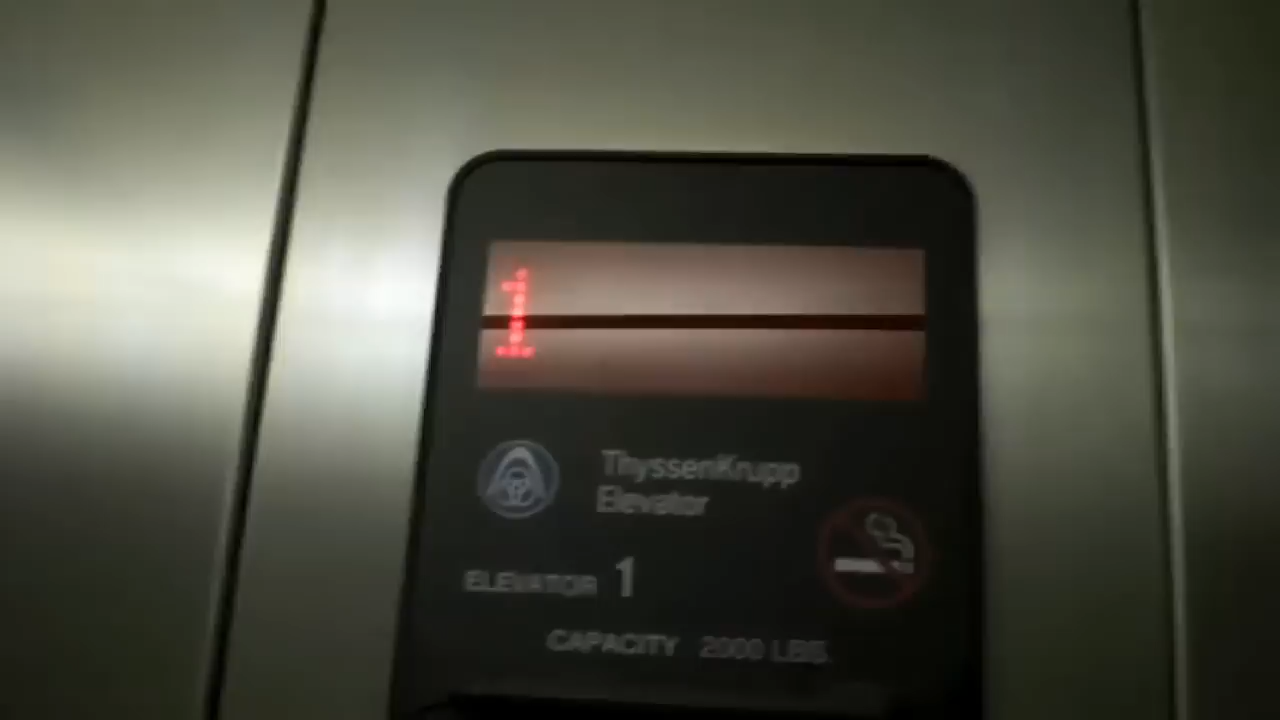 1
ThyssenKrupp
Elevator
ELEVATOR 1
CAPACITY 2000 LBS.